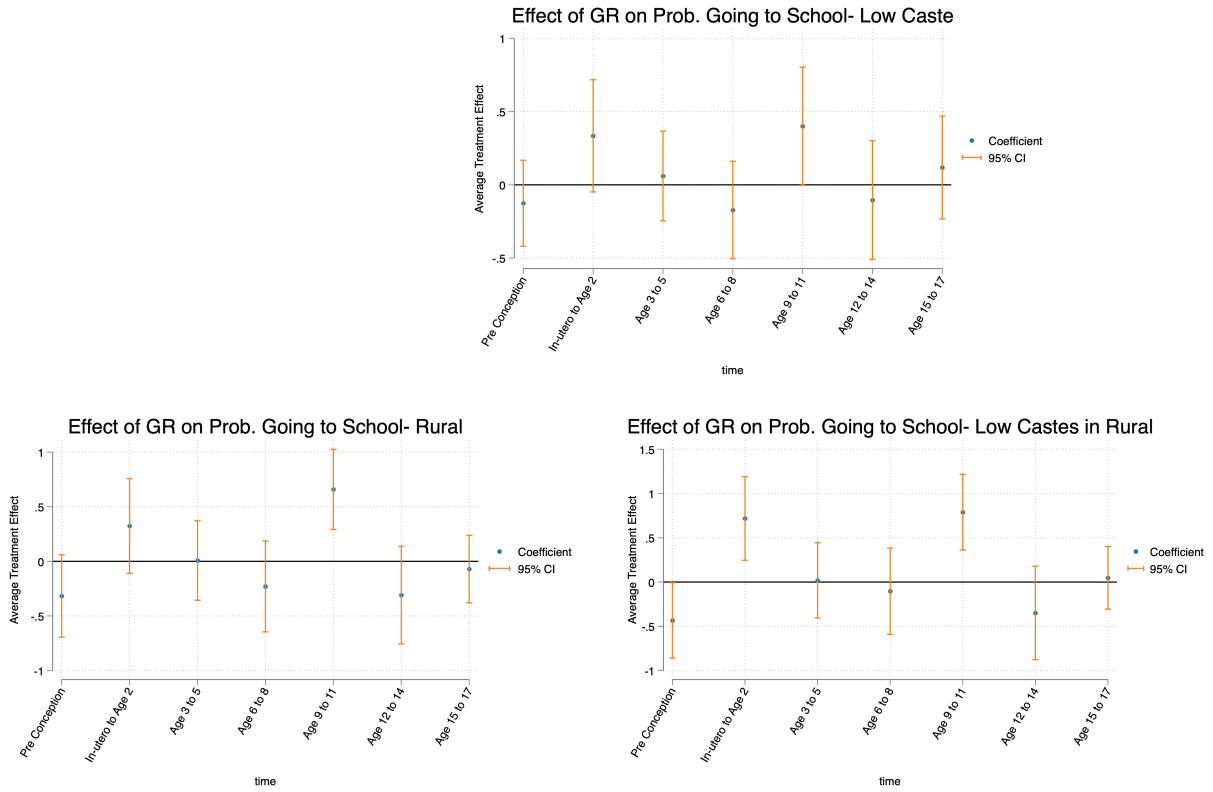 Effect of GR on Prob. Going to School- Low Caste
Average Treatment Effect
1
.5
0
-.5
Pre Conception
In-utero to Age 2
Age 3 to 5
Age 6 to 8
Age 9 to 11
Age 12 to 14
Age 15 to 17
time
Coefficient
95% CI
Effect of GR on Prob. Going to School- Rural
Average Treatment Effect
1
.5
0
-.5
-1
Pre Conception
In-utero to Age 2
Age 3 to 5
Age 6 to 8
Age 9 to 11
Age 12 to 14
Age 15 to 17
time
Coefficient
95% CI
Effect of GR on Prob. Going to School- Low Castes in Rural
Average Treatment Effect
1.5
1
.5
0
-.5
-1
Pre Conception
In-utero to Age 2
Age 3 to 5
Age 6 to 8
Age 9 to 11
Age 12 to 14
Age 15 to 17
time
Coefficient
95% CI